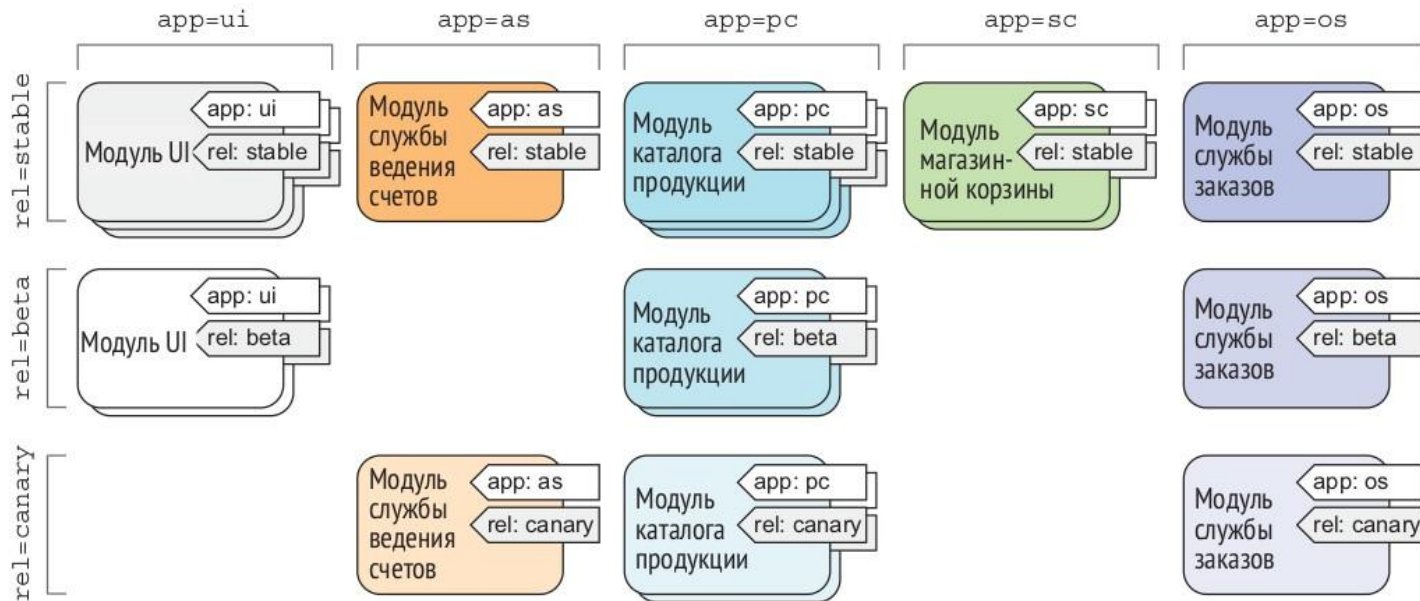 app=ui
app=as
app=pc
app=sc
app=os
rel=stable
Модуль UI
app: ui
rel: stable
Модуль
службы
ведения
счетов
app: as
rel: stable
Модуль
каталога
продукции
app: pc
rel: stable
Модуль
магазин-
ной корзины
app: sc
rel: stable
Модуль
службы
заказов
app: os
rel: stable
rel=beta
Модуль UI
app: ui
rel: beta
Модуль
каталога
продукции
app: pc
rel: beta
Модуль
службы
заказов
app: os
rel: beta
rel=canary
Модуль
службы
ведения
счетов
app: as
rel: canary
Модуль
каталога
продукции
app: pc
rel: canary
Модуль
службы
заказов
app: os
rel: canary